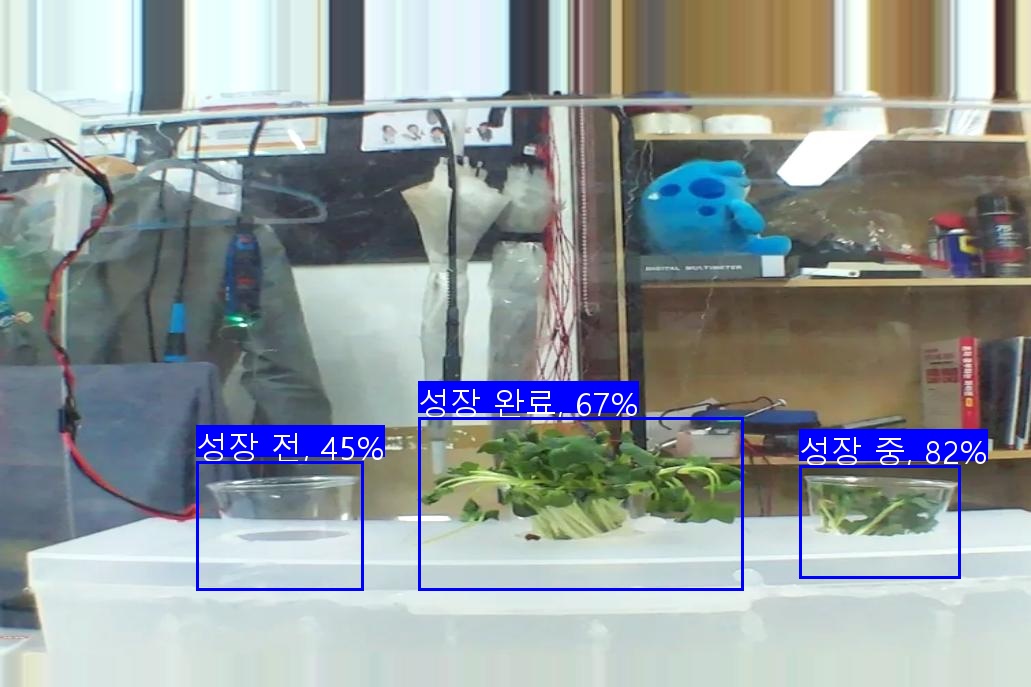 DIGITAL MULTIMETER
성장 완료, 67%
성장 전, 45%
성장 중, 82%